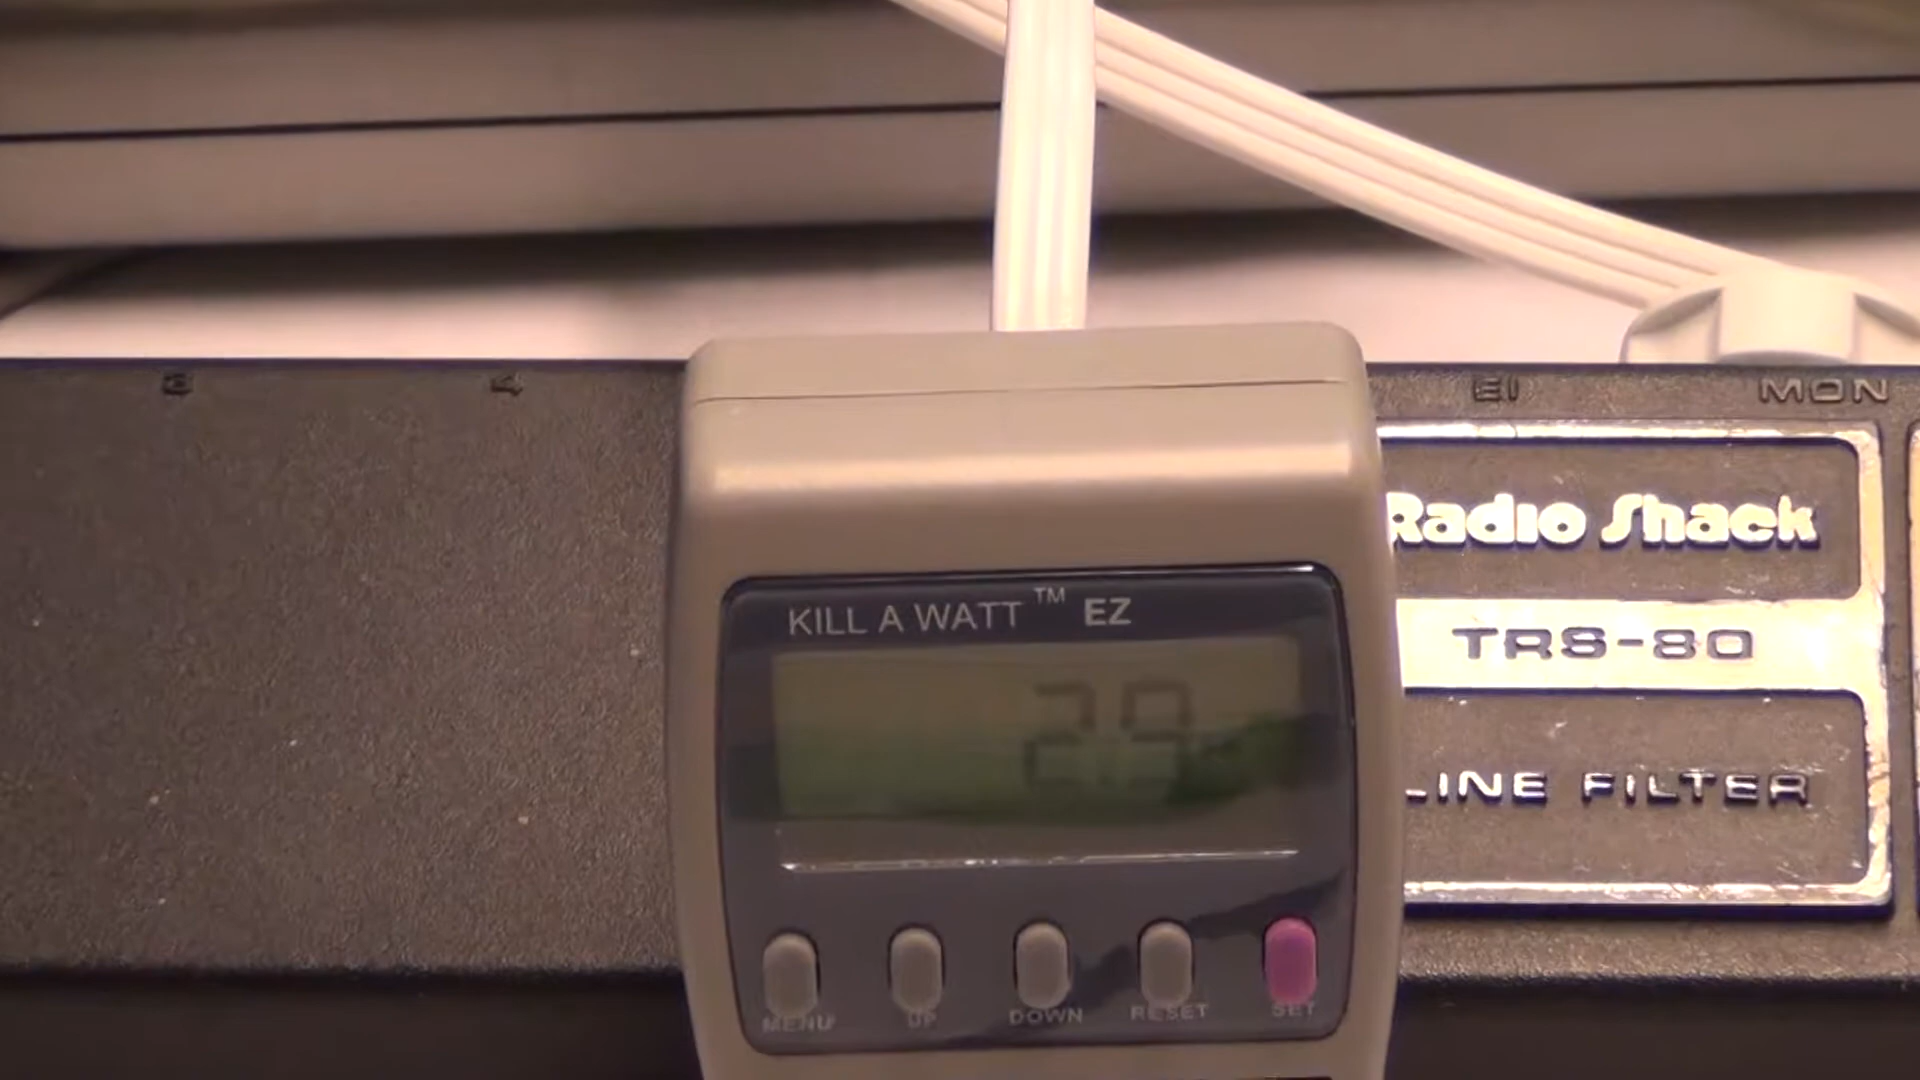 3 4 EI MON
Radio Shack
TRS-80
LINE FILTER
KILL A WATT™ EZ
MENU UP DOWN RESET SET